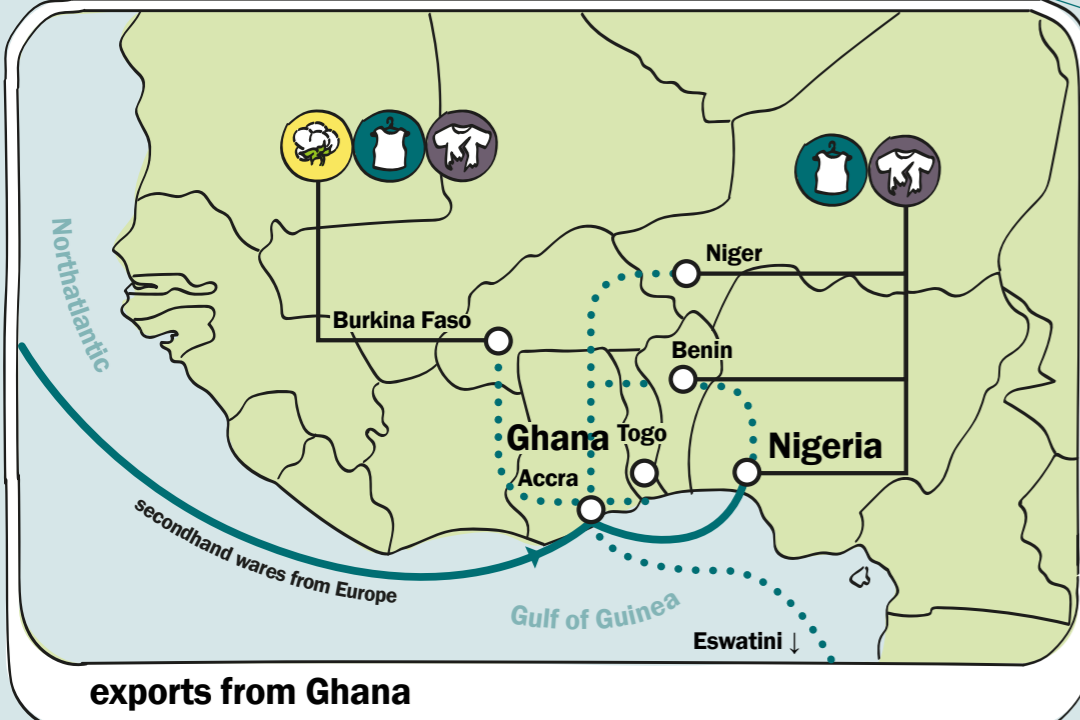 Northatlantic
Niger
Burkina Faso
Benin
Ghana
Togo
Nigeria
Accra
secondhand wares from Europe
Gulf of Guinea
Eswatini ↓
exports from Ghana